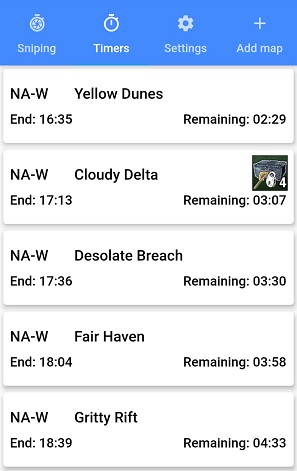 Sniping Timers Settings Add map
NA-W Yellow Dunes
End: 16:35 Remaining: 02:29
NA-W Cloudy Delta
4
End: 17:13 Remaining: 03:07
NA-W Desolate Breach
End: 17:36 Remaining: 03:30
NA-W Fair Haven
End: 18:04 Remaining: 03:58
NA-W Gritty Rift
End: 18:39 Remaining: 04:33